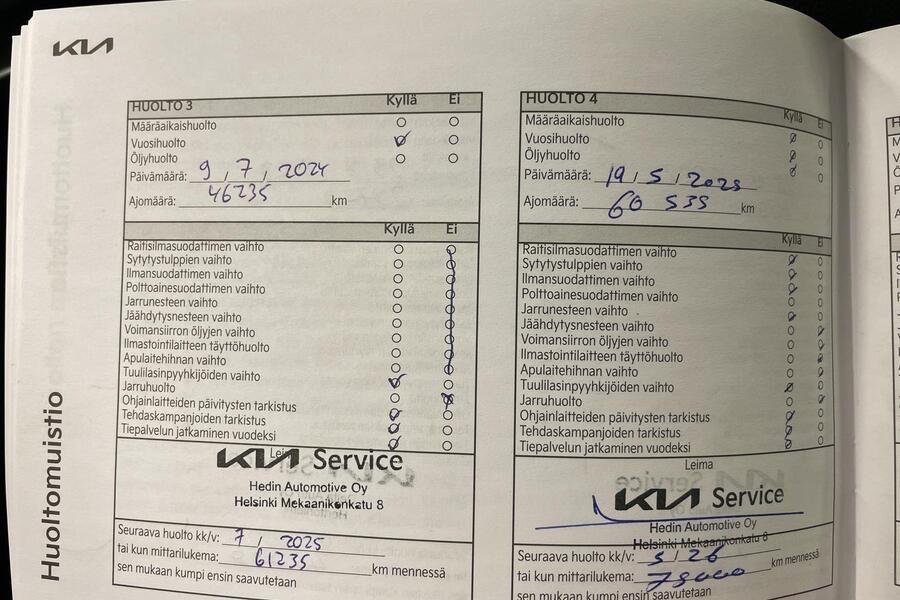 KIA
Huoltomuistio
HUOLTO 3 Kyllä Ei
Määräaikaishuolto
Vuosihuolto
Öljyhuolto
Päivämäärä: 9 / 7 / 2024
Ajomäärä: 46235 km
Kyllä Ei
Raitisilmasuodattimen vaihto
Sytytystulppien vaihto
Ilmansuodattimen vaihto
Polttoainesuodattimen vaihto
Jarrunesteen vaihto
Jäähdytysnesteen vaihto
Voimansiirron öljyjen vaihto
Ilmastointilaitteen täyttöhuolto
Apulaitehihnan vaihto
Tuulilasinpyyhkijöiden vaihto
Jarruhuolto
Ohjainlaitteiden päivitysten tarkistus
Tehdaskampanjoiden tarkistus
Tiepalvelun jatkaminen vuodeksi
Leima
KIA Service
Hedin Automotive Oy
Helsinki Mekaanikonkatu 8
Seuraava huolto kk/v: 7 / 2025
tai kun mittarilukema: 61235 km mennessä
sen mukaan kumpi ensin saavutetaan
HUOLTO 4 Kyllä Ei
Määräaikaishuolto
Vuosihuolto
Öljyhuolto
Päivämäärä: 19 / 5 / 2025
Ajomäärä: 60 535 km
Kyllä Ei
Raitisilmasuodattimen vaihto
Sytytystulppien vaihto
Ilmansuodattimen vaihto
Polttoainesuodattimen vaihto
Jarrunesteen vaihto
Jäähdytysnesteen vaihto
Voimansiirron öljyjen vaihto
Ilmastointilaitteen täyttöhuolto
Apulaitehihnan vaihto
Tuulilasinpyyhkijöiden vaihto
Jarruhuolto
Ohjainlaitteiden päivitysten tarkistus
Tehdaskampanjoiden tarkistus
Tiepalvelun jatkaminen vuodeksi
Leima
KIA Service
Hedin Automotive Oy
Helsinki Mekaanikonkatu 8
Seuraava huolto kk/v: 5 / 26
tai kun mittarilukema: 75000 km mennessä
sen mukaan kumpi ensin saavutetaan